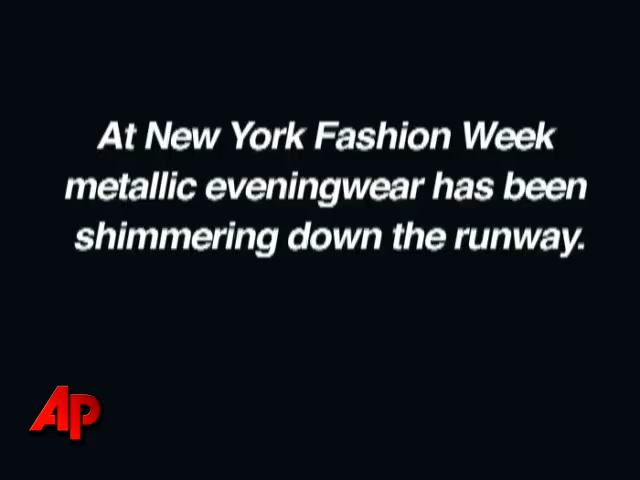 At New York Fashion Week
metallic eveningwear has been
shimmering down the runway.
AP